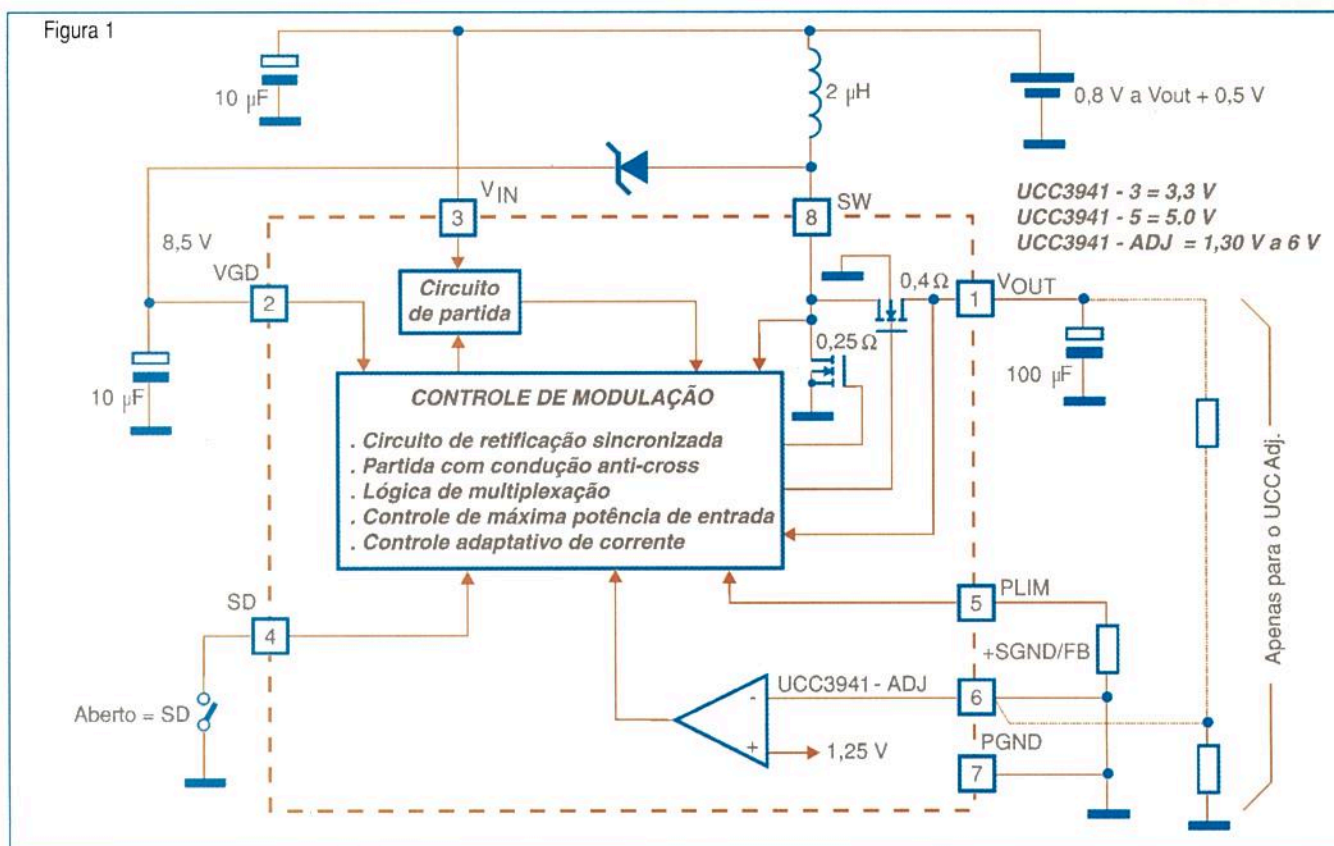 Figura 1
10 µF
2 µH
0,8 V a Vout + 0,5 V
VIN
3
SW
8
UCC3941 - 3 = 3,3 V
UCC3941 - 5 = 5.0 V
UCC3941 - ADJ = 1,30 V a 6 V
8,5 V
VGD
2
Circuito
de partida
0,4 Ω
1
VOUT
0,25 Ω
10 µF
100 µF
CONTROLE DE MODULAÇÃO
. Circuito de retificação sincronizada
. Partida com condução anti-cross
. Lógica de multiplexação
. Controle de máxima potência de entrada
. Controle adaptativo de corrente
Apenas para o UCC Adj.
SD
4
PLIM
5
+SGND/FB
UCC3941 - ADJ
6
Aberto = SD
-
+
1,25 V
PGND
7